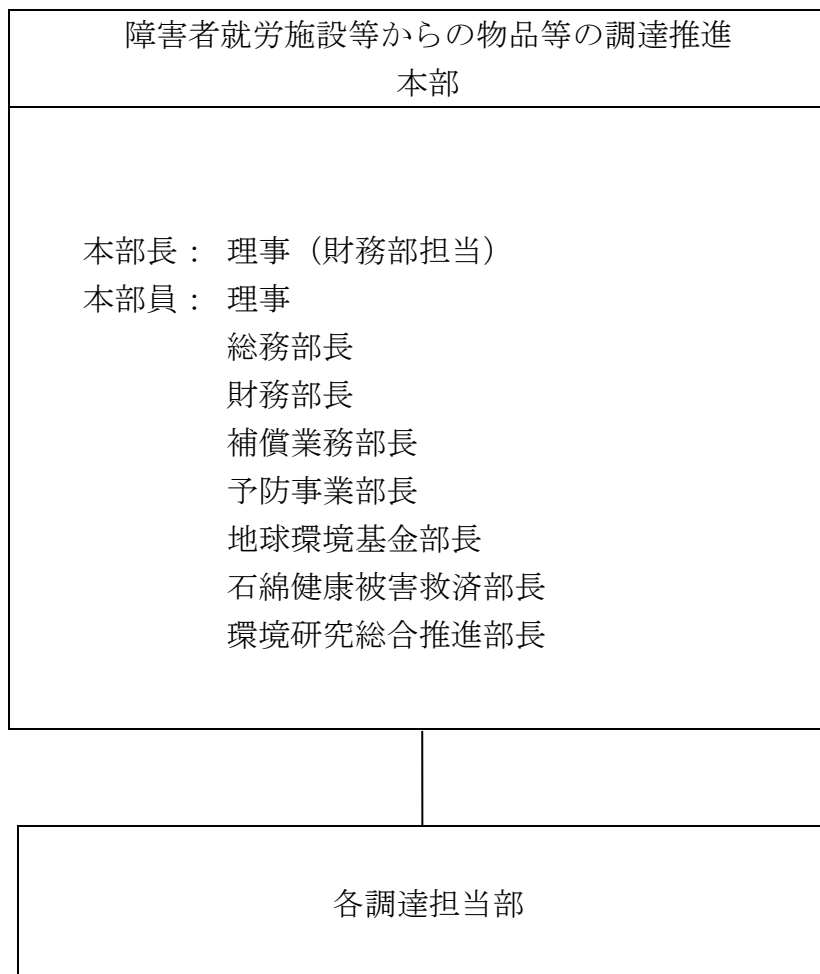 障害者就労施設等からの物品等の調達推進
本部
本部長： 理事（財務部担当）
本部員： 理事
総務部長
財務部長
補償業務部長
予防事業部長
地球環境基金部長
石綿健康被害救済部長
環境研究総合推進部長
各調達担当部